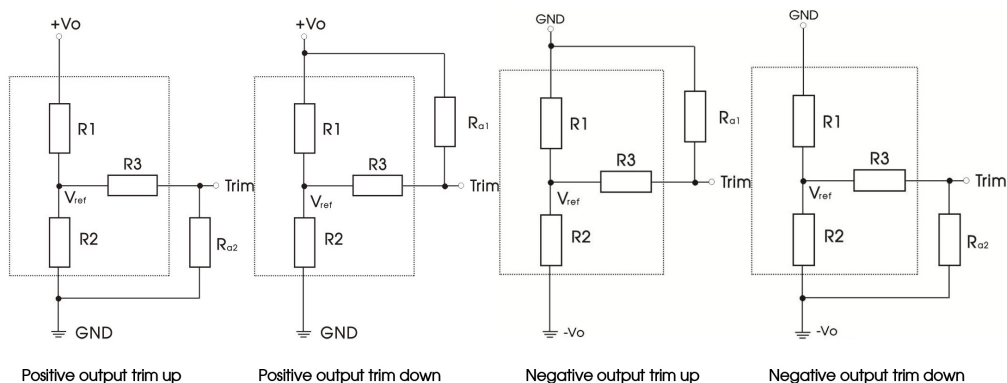 +Vo
R1
R3
Trim
Vref
R2
Ra2
GND
Positive output trim up
+Vo
R1
Ra1
R3
Trim
Vref
R2
GND
Positive output trim down
GND
R1
Ra1
R3
Trim
Vref
R2
-Vo
Negative output trim up
GND
R1
R3
Trim
Vref
R2
Ra2
-Vo
Negative output trim down